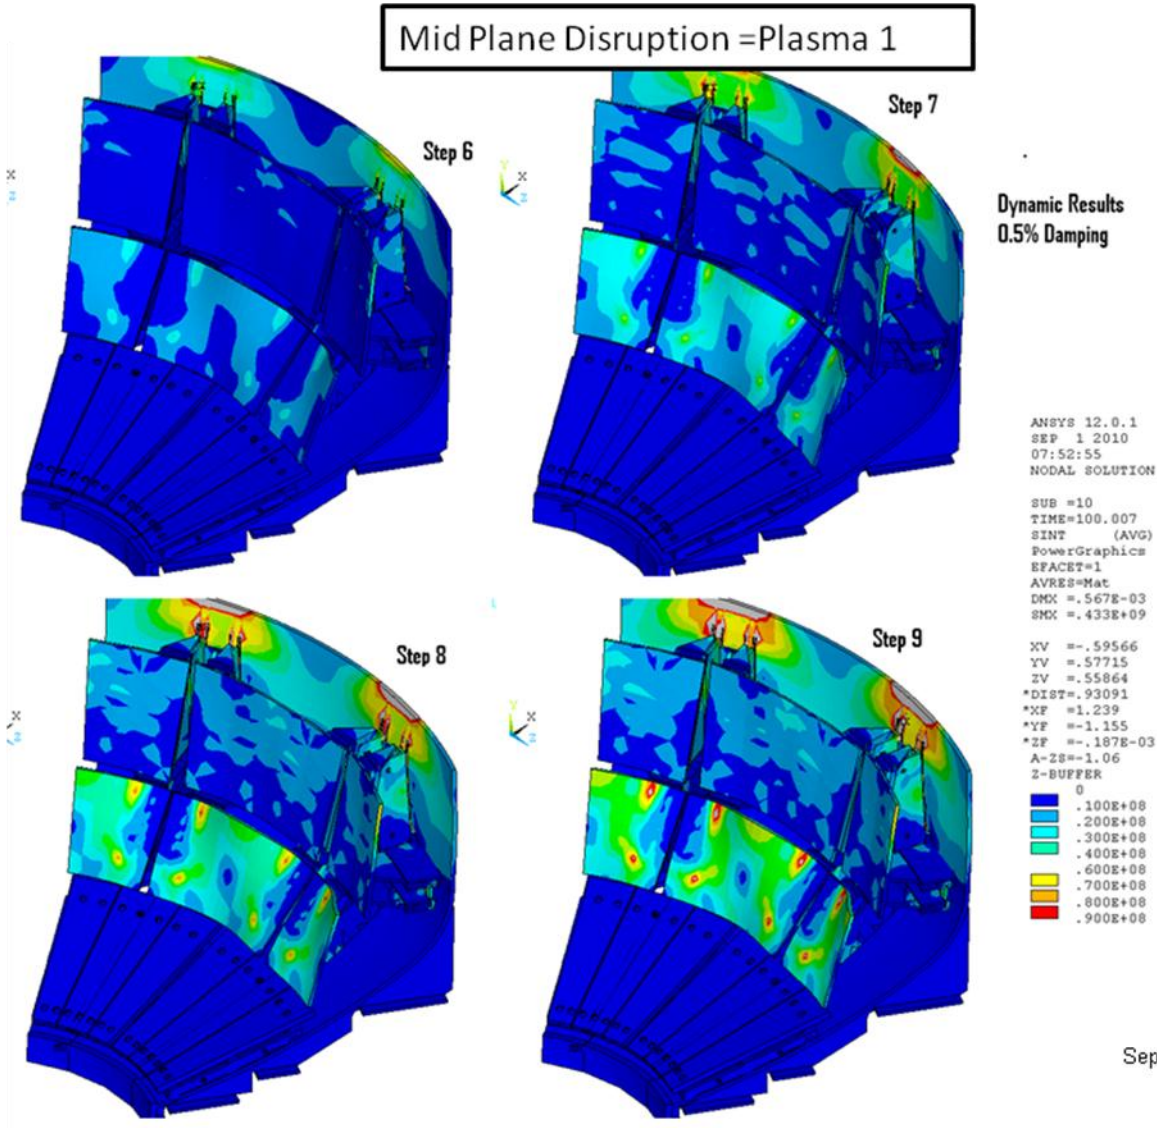 Mid Plane Disruption =Plasma 1
Step 6
Step 7
Dynamic Results
0.5% Damping
X
Y
X
Z
ANSYS 12.0.1
SEP 1 2010
07:52:55
NODAL SOLUTION
SUB =10
TIME=100.007
SINT (AVG)
PowerGraphics
EFACET=1
AVRES=Mat
DMX =.567E-03
SMX =.433E+09
XV =-.59566
YV =.57715
ZV =.55864
*DIST=.93091
*XF =1.239
*YF =-1.155
*ZF =-.187E-03
A-ZS=-1.06
Z-BUFFER
0
.100E+08
.200E+08
.300E+08
.400E+08
.600E+08
.700E+08
.800E+08
.900E+08
Step 8
Step 9
X
Y
X
Z
Sep